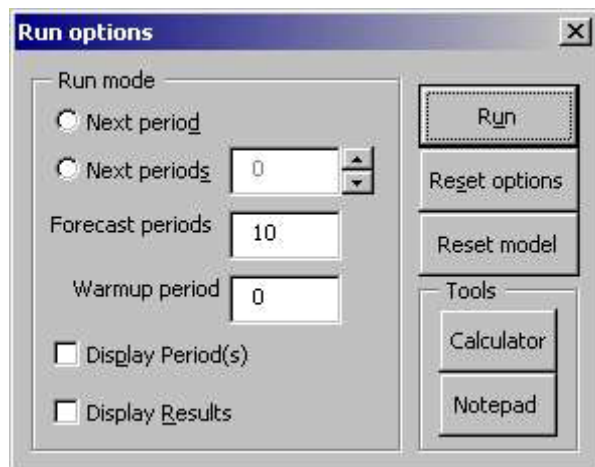 Run options
Run mode
Next period
Next periods 0
Forecast periods 10
Warmup period 0
Display Period(s)
Display Results
Run
Reset options
Reset model
Tools
Calculator
Notepad